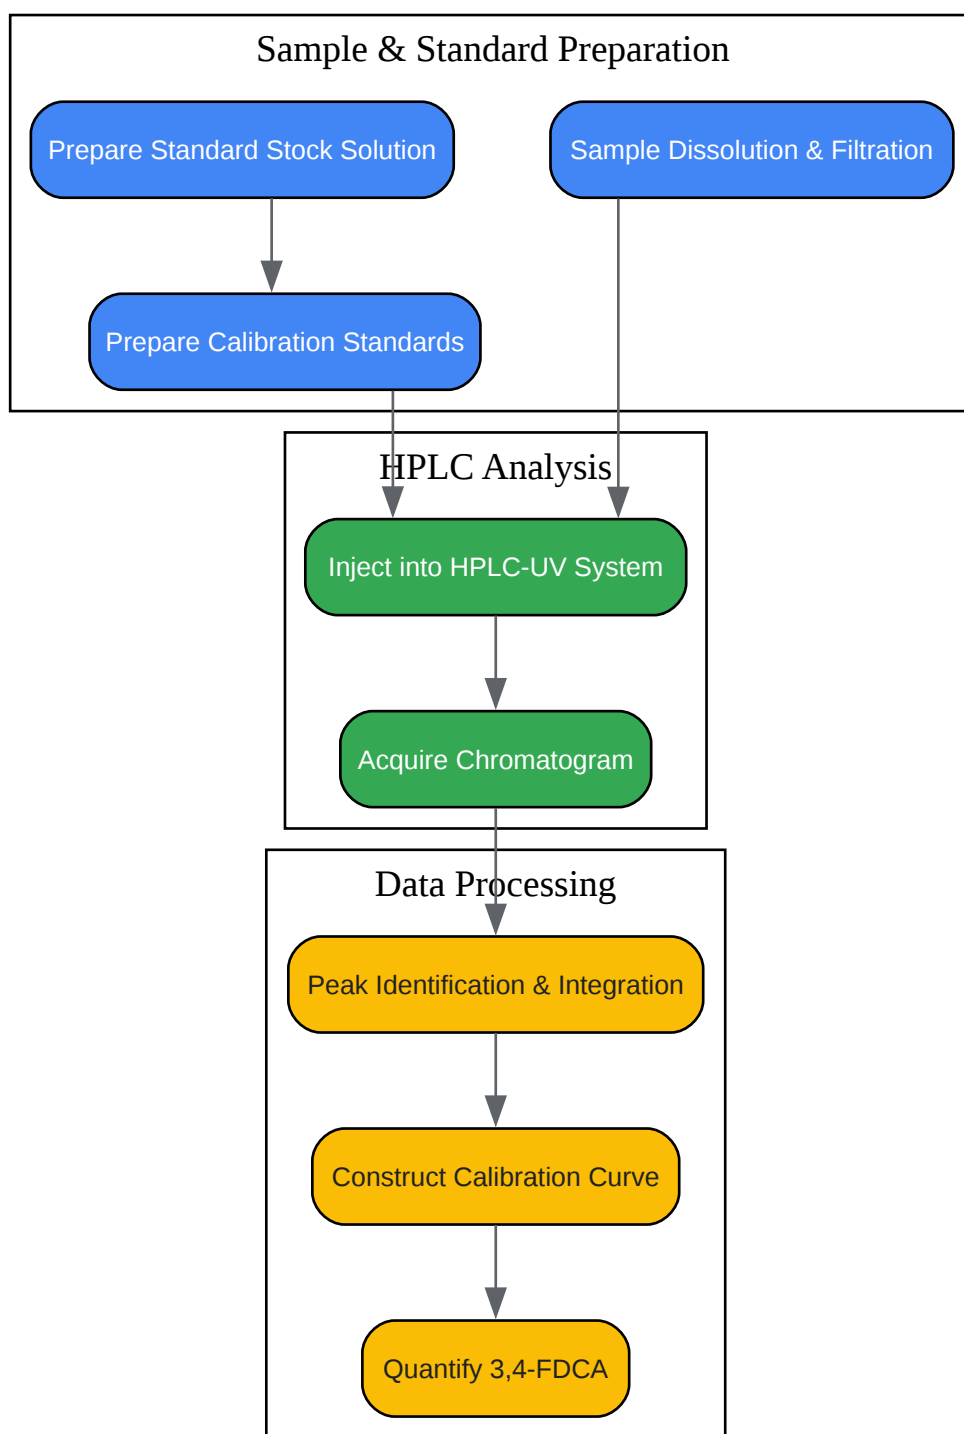 Sample & Standard Preparation
Prepare Standard Stock Solution
Sample Dissolution & Filtration
Prepare Calibration Standards
HPLC Analysis
Inject into HPLC-UV System
Acquire Chromatogram
Data Processing
Peak Identification & Integration
Construct Calibration Curve
Quantify 3,4-FDCA